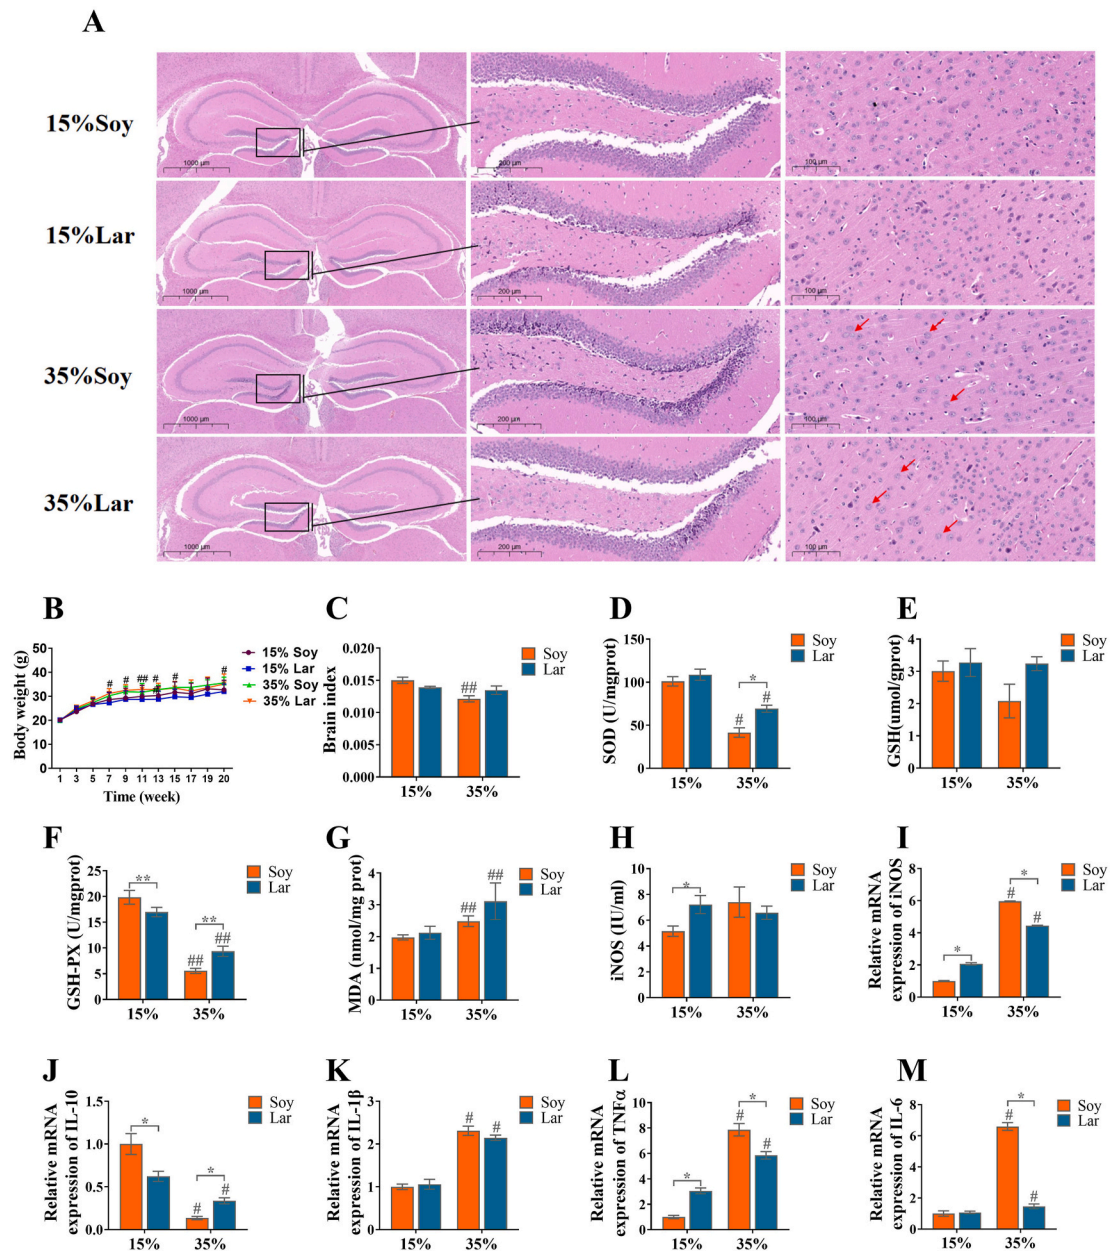 A
15%Soy
1000 µm
200 µm
100 µm
15%Lar
1000 µm
200 µm
100 µm
35%Soy
1000 µm
200 µm
100 µm
35%Lar
1000 µm
200 µm
100 µm
B
Body weight (g)
50
40
30
20
10
0
# # ## # # # #
1 3 5 7 9 11 13 15 17 19 20
Time (week)
15% Soy
15% Lar
35% Soy
35% Lar
C
Brain index
0.020
0.015
0.010
0.005
0.000
##
15% 35%
Soy
Lar
D
SOD (U/mgprot)
150
100
50
0
*
# #
15% 35%
Soy
Lar
E
GSH(umol/gprot)
4
3
2
1
0
15% 35%
Soy
Lar
F
GSH-PX (U/mgprot)
25
20
15
10
5
0
** **
## ##
15% 35%
Soy
Lar
G
MDA (nmol/mg prot)
4
3
2
1
0
## ##
15% 35%
Soy
Lar
H
iNOS (IU/ml)
10
8
6
4
2
0
*
15% 35%
Soy
Lar
I
Relative mRNA
expression of iNOS
8
6
4
2
0
* *
# #
15% 35%
Soy
Lar
J
Relative mRNA
expression of IL-10
1.5
1.0
0.5
0.0
* *
# #
15% 35%
Soy
Lar
K
Relative mRNA
expression of IL-1β
3
2
1
0
# #
15% 35%
Soy
Lar
L
Relative mRNA
expression of TNFα
10
8
6
4
2
0
* *
# #
15% 35%
Soy
Lar
M
Relative mRNA
expression of IL-6
8
6
4
2
0
*
# #
15% 35%
Soy
Lar